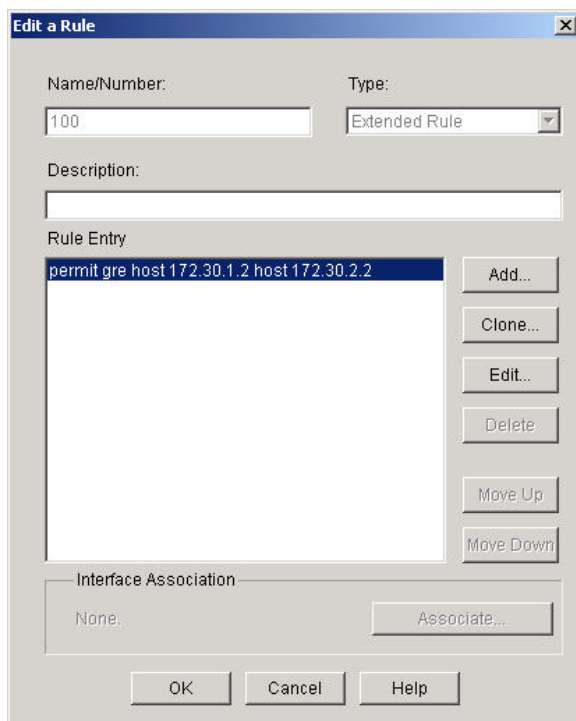 Edit a Rule
Name/Number:
Type:
100
Extended Rule
Description:
Rule Entry
permit gre host 172.30.1.2 host 172.30.2.2
Add...
Clone...
Edit...
Delete
Move Up
Move Down
Interface Association
None.
Associate...
OK
Cancel
Help